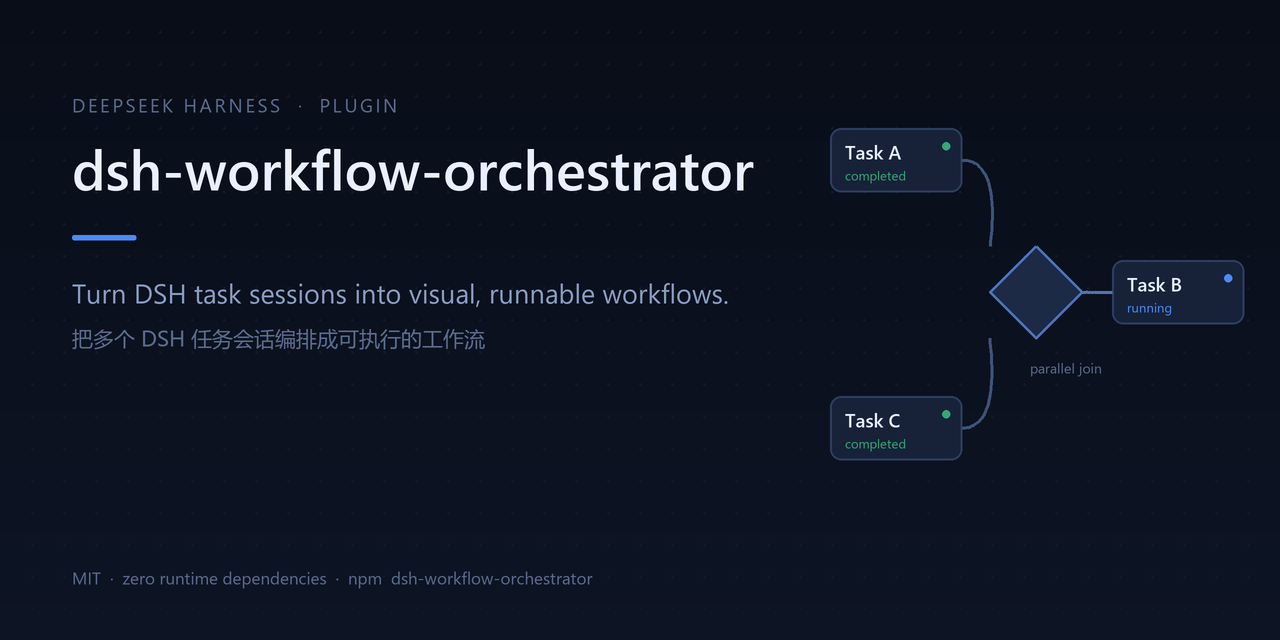 DEEPSEEK HARNESS · PLUGIN
dsh-workflow-orchestrator
Turn DSH task sessions into visual, runnable workflows.
把多个 DSH 任务会话编排成可执行的工作流
Task A
completed
Task B
running
parallel join
Task C
completed
MIT · zero runtime dependencies · npm dsh-workflow-orchestrator